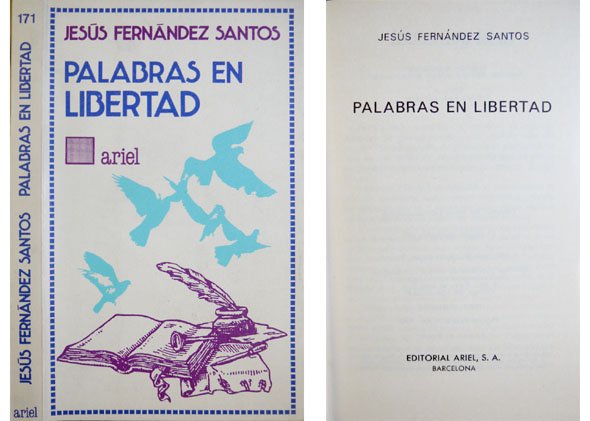 171
PALABRAS EN LIBERTAD
JESÚS FERNÁNDEZ SANTOS
ariel
JESÚS FERNÁNDEZ SANTOS
PALABRAS EN
LIBERTAD
ariel
JESÚS FERNÁNDEZ SANTOS
PALABRAS EN LIBERTAD
EDITORIAL ARIEL, S. A.
BARCELONA